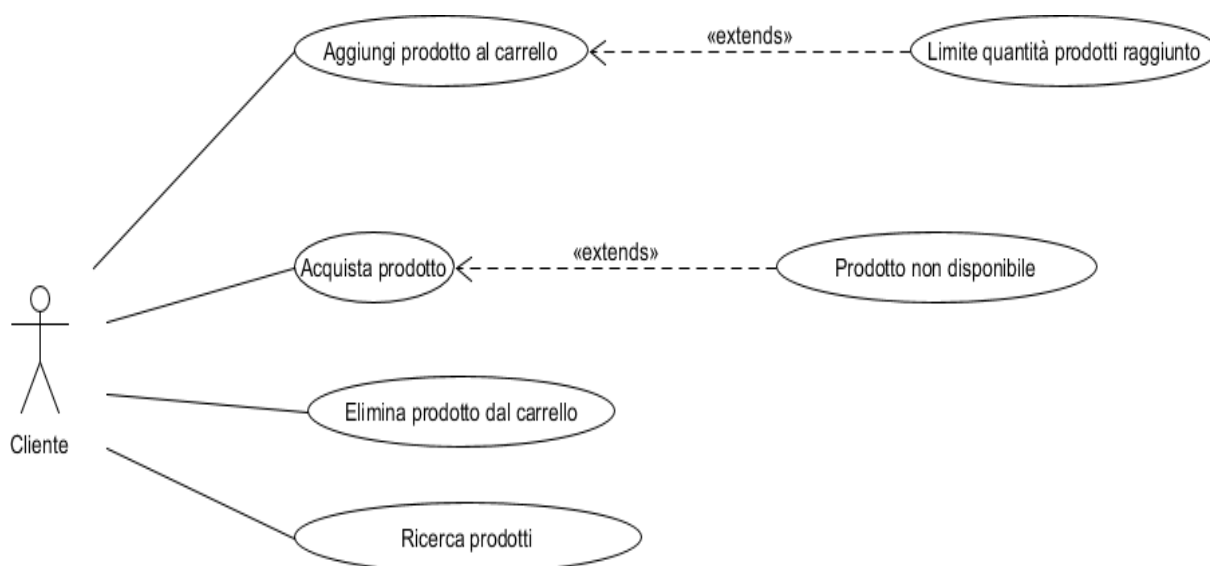 Aggiungi prodotto al carrello
«extends»
Limite quantità prodotti raggiunto
Acquista prodotto
«extends»
Prodotto non disponibile
Elimina prodotto dal carrello
Cliente
Ricerca prodotti